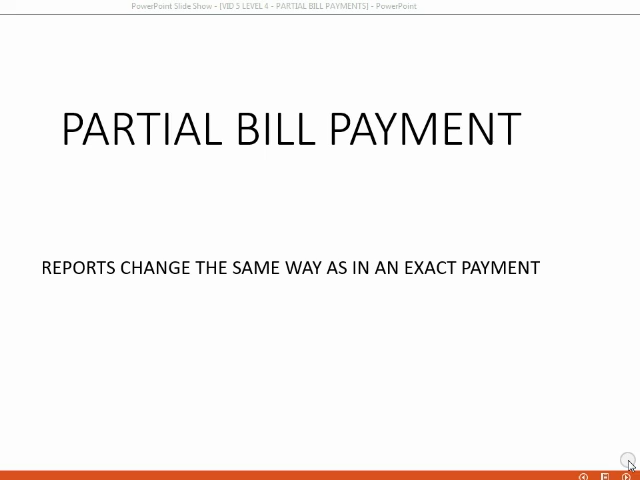 PowerPoint Slide Show - [VID 5 LEVEL 4 - PARTIAL BILL PAYMENTS] - PowerPoint
PARTIAL BILL PAYMENT
REPORTS CHANGE THE SAME WAY AS IN AN EXACT PAYMENT